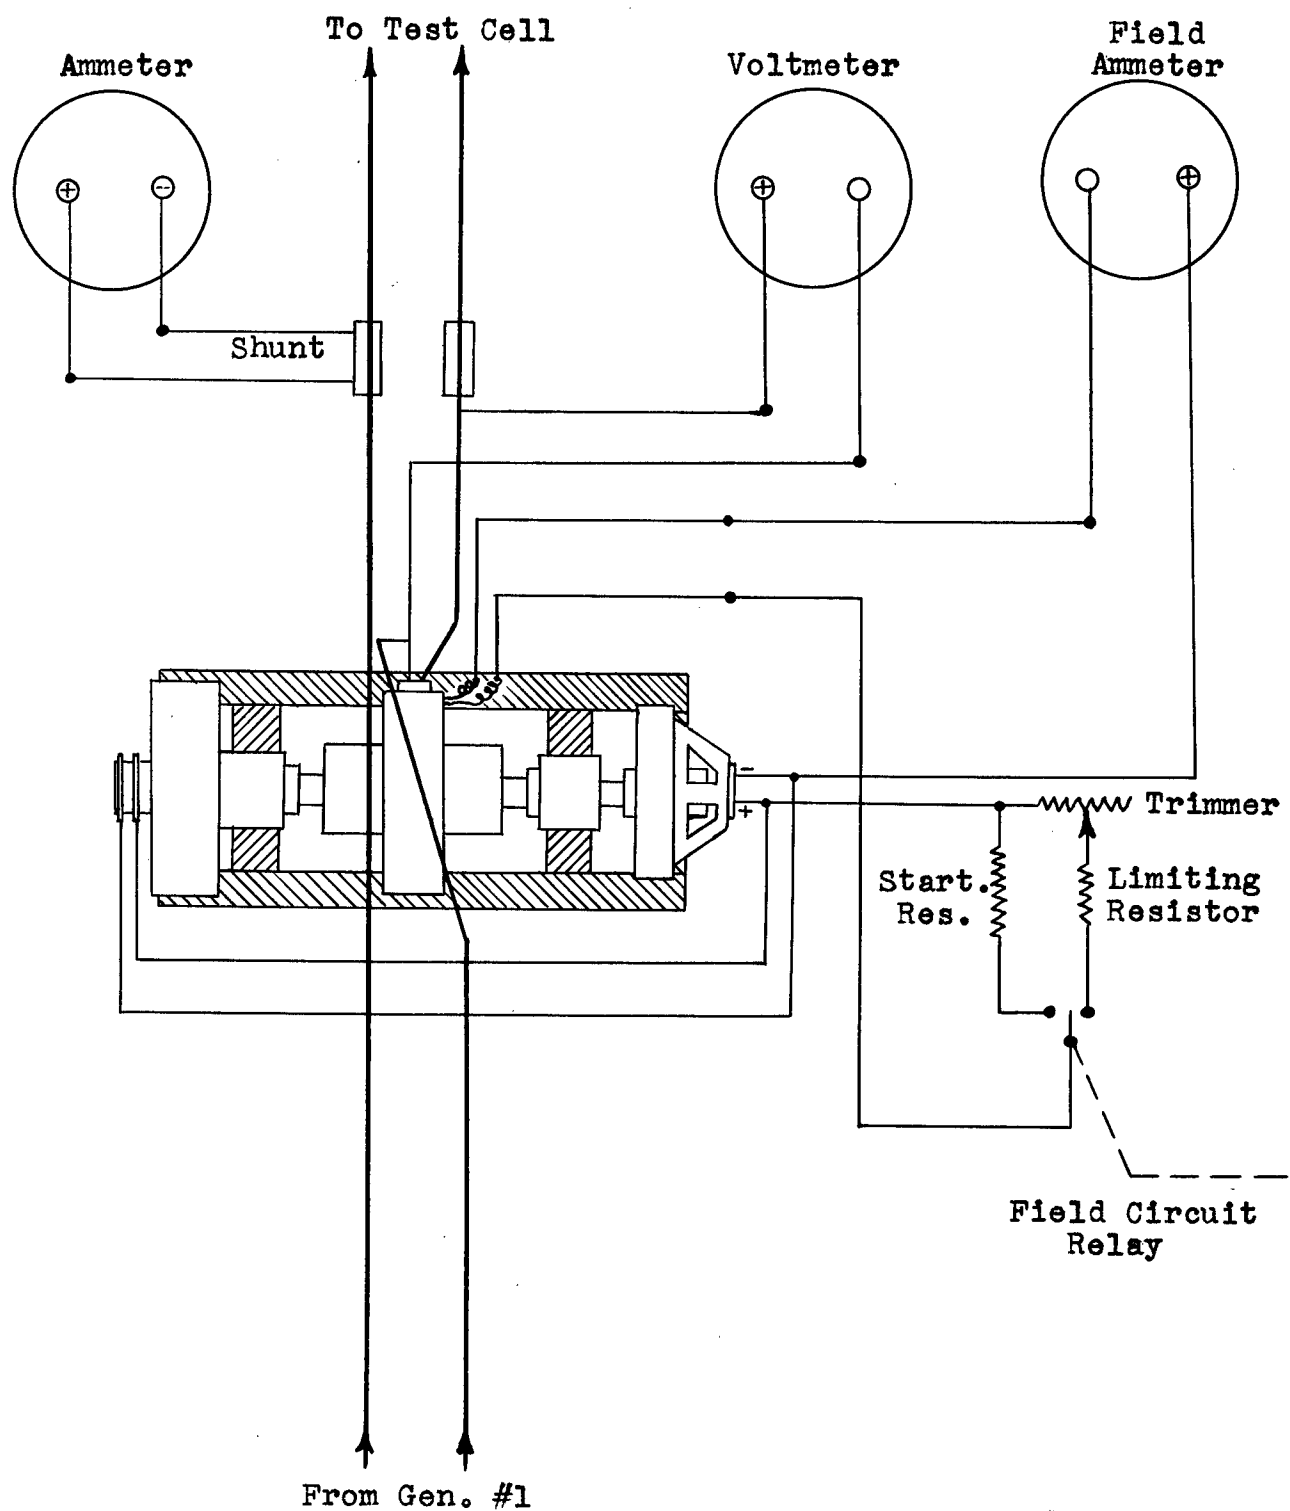 To Test Cell
Ammeter
Voltmeter
Field
Ammeter
+
--
+
+
Shunt
-
+
Trimmer
Start.
Res.
Limiting
Resistor
Field Circuit
Relay
From Gen. #1